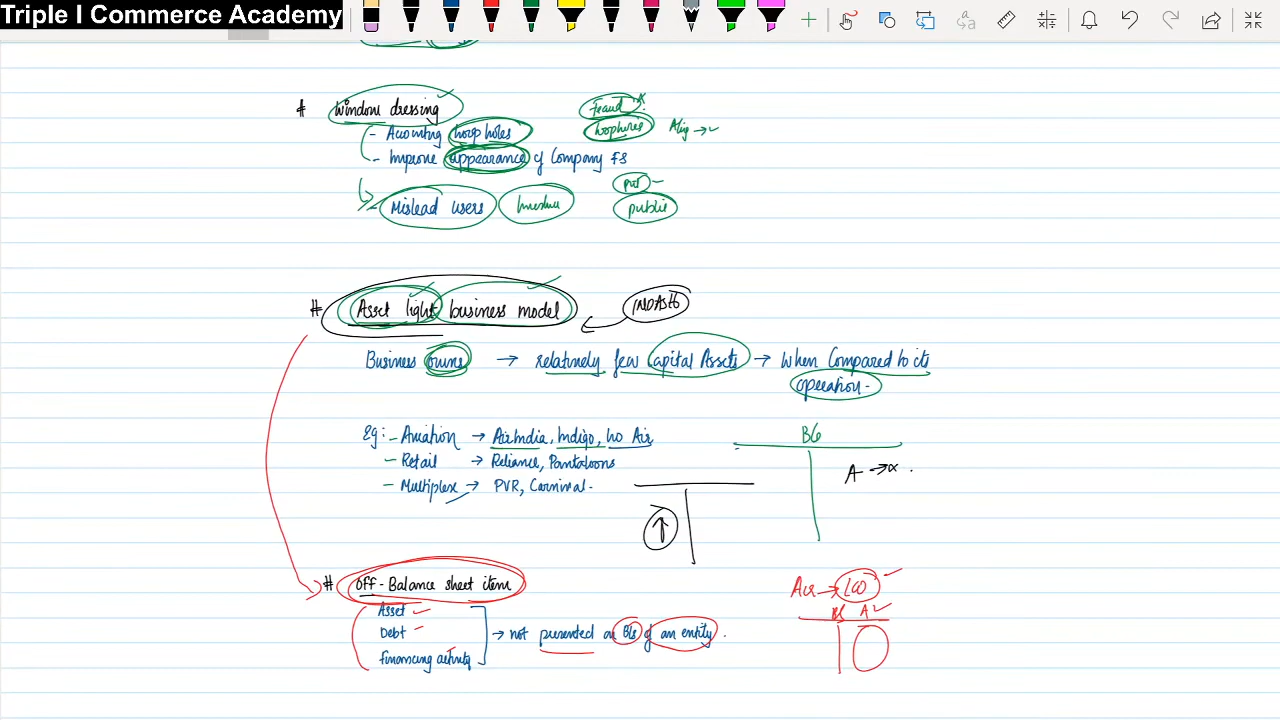 Triple I Commerce Academy
# Window dressing
- Accounting loop holes
- Improve appearance of Company FS
Mislead users
Fraud
loopholes
Align → ✓
pvt -
public
# Asset light business model
INDAS
Business owns → relatively few capital Assets → When Compared to its
operation.
Eg: - Aviation → AirIndia, Indigo, Go Air
- Retail → Reliance, Pantaloons
- Multiplex → PVR, Carnival.
BS
A → x
# Off - Balance sheet item
Asset
Debt
Financing activity
→ not presented on BS of an entity.
Air → 100
BS A